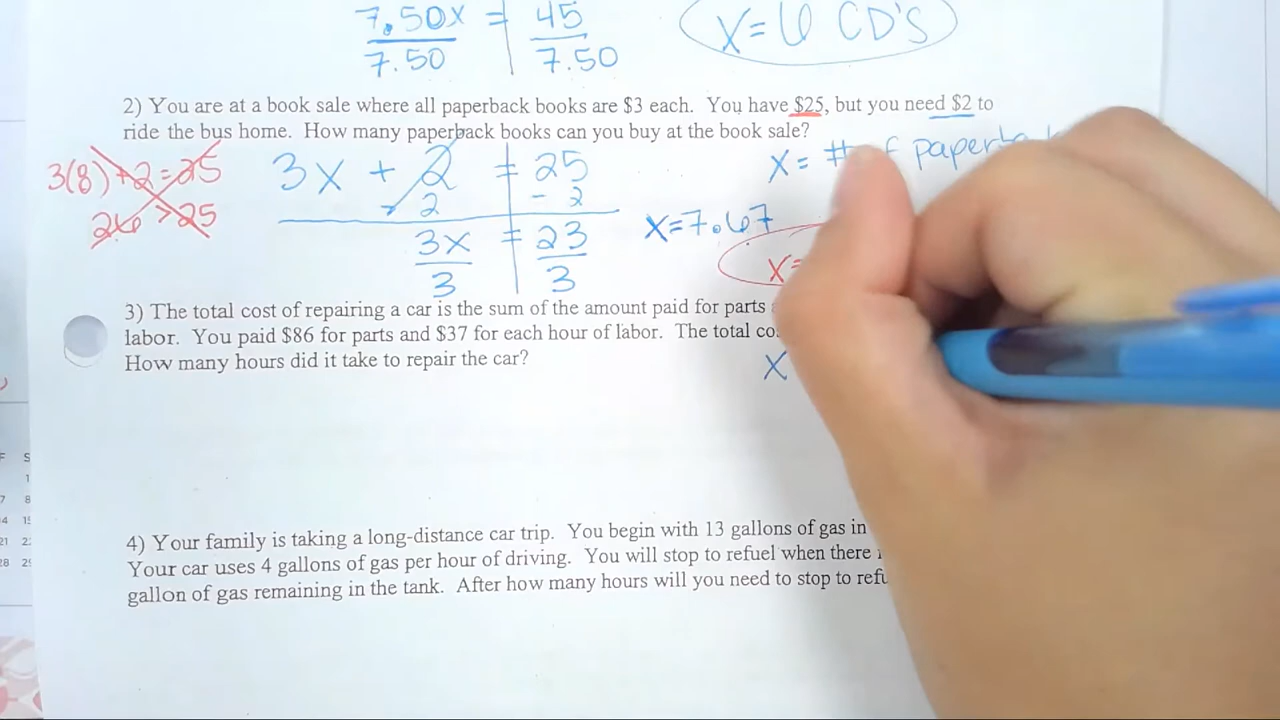 7.50x = 45
7.50 7.50
x=6 CD's
2) You are at a book sale where all paperback books are $3 each. You have $25, but you need $2 to
ride the bus home. How many paperback books can you buy at the book sale?
3(8)+2=25
26>25
3x + 2 = 25
- 2 - 2
3x = 23
3 3
x = # of paperback
x=7.67
x=
3) The total cost of repairing a car is the sum of the amount paid for parts
labor. You paid $86 for parts and $37 for each hour of labor. The total
How many hours did it take to repair the car?
x
F S
1
7 8
4
21
28
4) Your family is taking a long-distance car trip. You begin with 13 gallons of gas in
Your car uses 4 gallons of gas per hour of driving. You will stop to refuel when there
gallon of gas remaining in the tank. After how many hours will you need to stop to